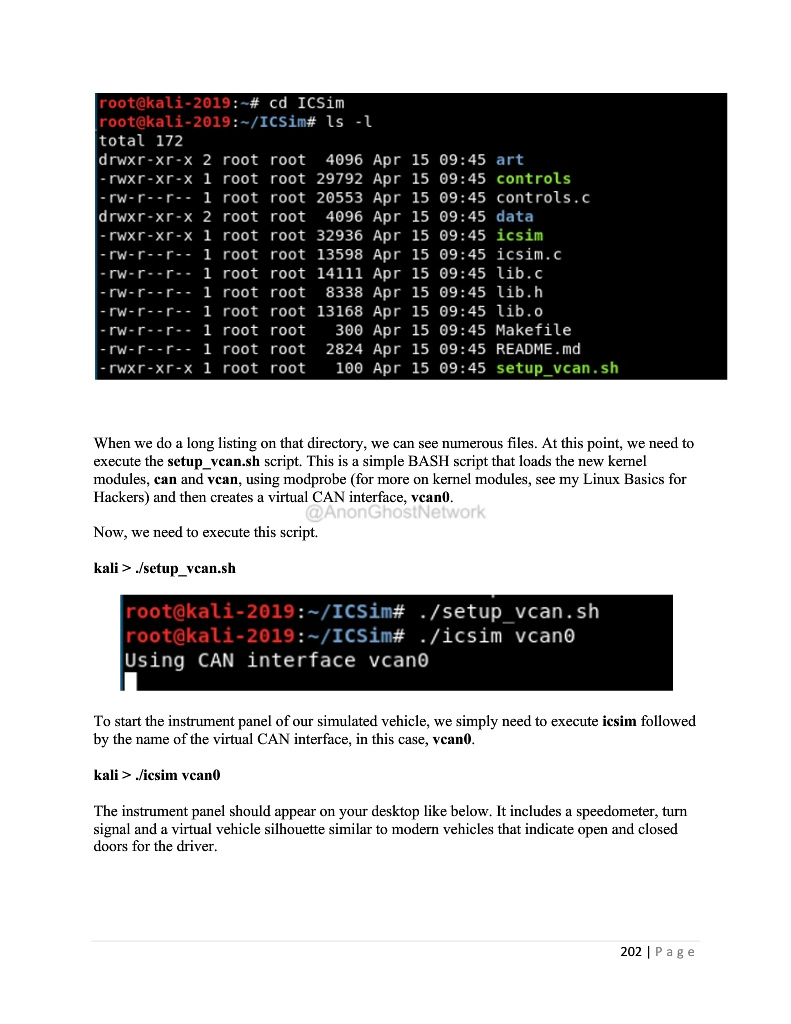 root@kali-2019:~# cd ICSim
root@kali-2019:~/ICSim# ls -l
total 172
drwxr-xr-x 2 root root  4096 Apr 15 09:45 art
-rwxr-xr-x 1 root root 29792 Apr 15 09:45 controls
-rw-r--r-- 1 root root 20553 Apr 15 09:45 controls.c
drwxr-xr-x 2 root root  4096 Apr 15 09:45 data
-rwxr-xr-x 1 root root 32936 Apr 15 09:45 icsim
-rw-r--r-- 1 root root 13598 Apr 15 09:45 icsim.c
-rw-r--r-- 1 root root 14111 Apr 15 09:45 lib.c
-rw-r--r-- 1 root root  8338 Apr 15 09:45 lib.h
-rw-r--r-- 1 root root 13168 Apr 15 09:45 lib.o
-rw-r--r-- 1 root root   300 Apr 15 09:45 Makefile
-rw-r--r-- 1 root root  2824 Apr 15 09:45 README.md
-rwxr-xr-x 1 root root   100 Apr 15 09:45 setup_vcan.sh
When we do a long listing on that directory, we can see numerous files. At this point, we need to
execute the setup_vcan.sh script. This is a simple BASH script that loads the new kernel
modules, can and vcan, using modprobe (for more on kernel modules, see my Linux Basics for
Hackers) and then creates a virtual CAN interface, vcan0.
@AnonGhostNetwork
Now, we need to execute this script.
kali > ./setup_vcan.sh
root@kali-2019:~/ICSim# ./setup_vcan.sh
root@kali-2019:~/ICSim# ./icsim vcan0
Using CAN interface vcan0
To start the instrument panel of our simulated vehicle, we simply need to execute icsim followed
by the name of the virtual CAN interface, in this case, vcan0.
kali > ./icsim vcan0
The instrument panel should appear on your desktop like below. It includes a speedometer, turn
signal and a virtual vehicle silhouette similar to modern vehicles that indicate open and closed
doors for the driver.
202 | Page